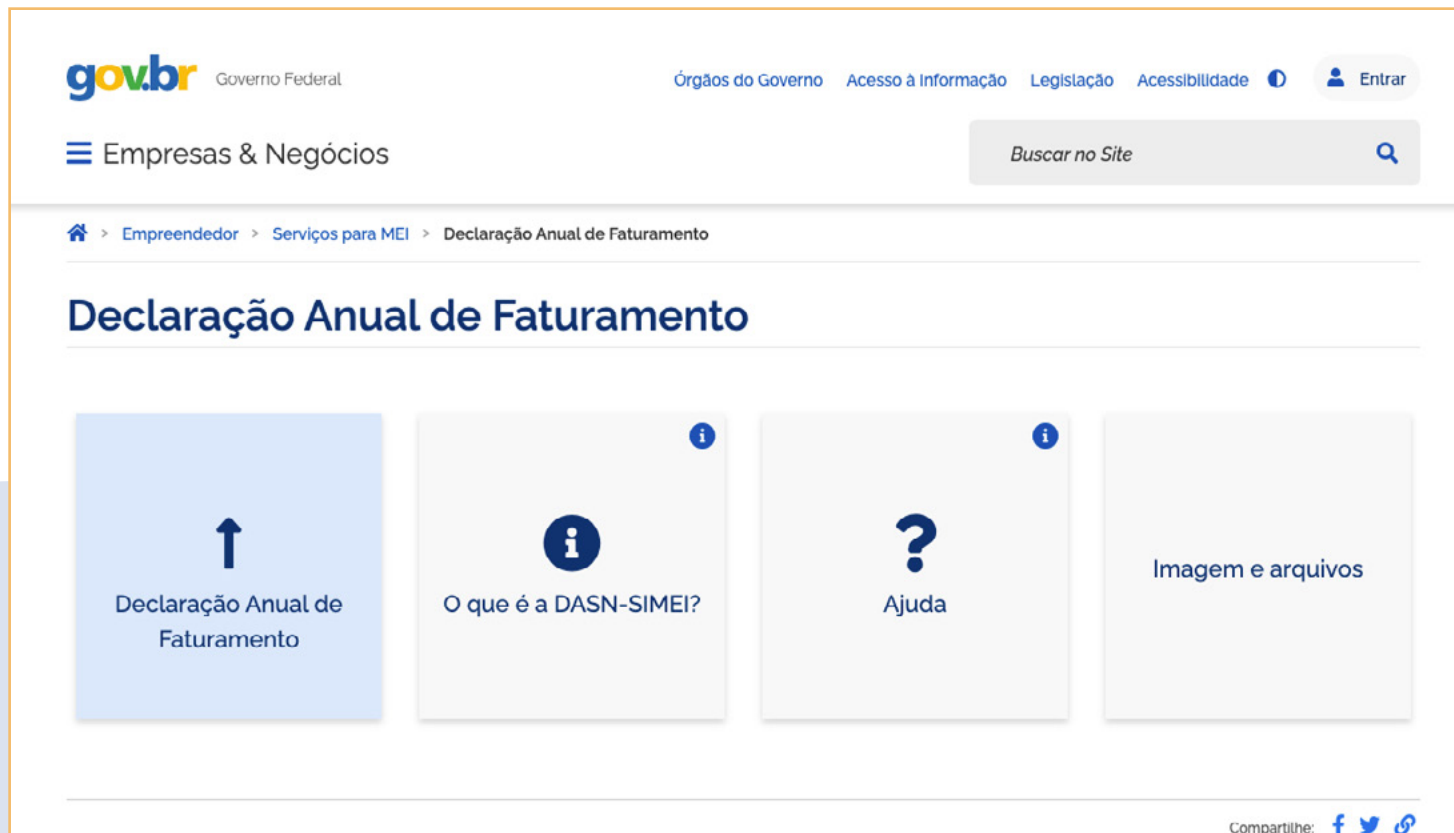 gov.br Governo Federal Órgãos do Governo Acesso à Informação Legislação Acessibilidade Entrar
Empresas & Negócios Buscar no Site
> Empreendedor > Serviços para MEI > Declaração Anual de Faturamento
Declaração Anual de Faturamento
Declaração Anual de
Faturamento
O que é a DASN-SIMEI?
Ajuda
Imagem e arquivos
Compartilhe: